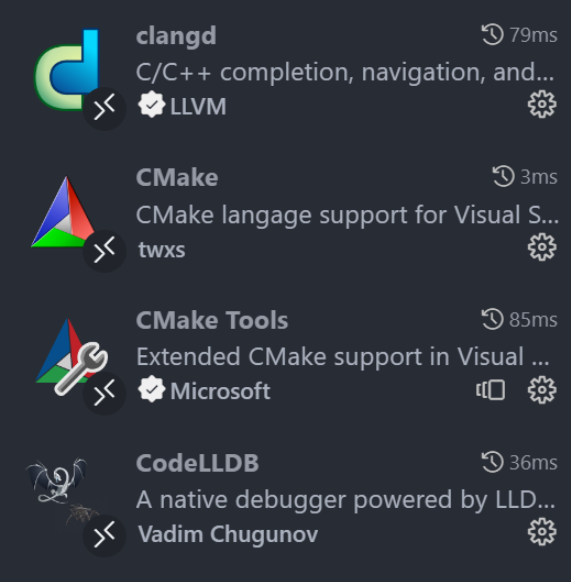 clangd 79ms
C/C++ completion, navigation, and...
LLVM
CMake 3ms
CMake langage support for Visual S...
twxs
CMake Tools 85ms
Extended CMake support in Visual ...
Microsoft
CodeLLDB 36ms
A native debugger powered by LLD...
Vadim Chugunov